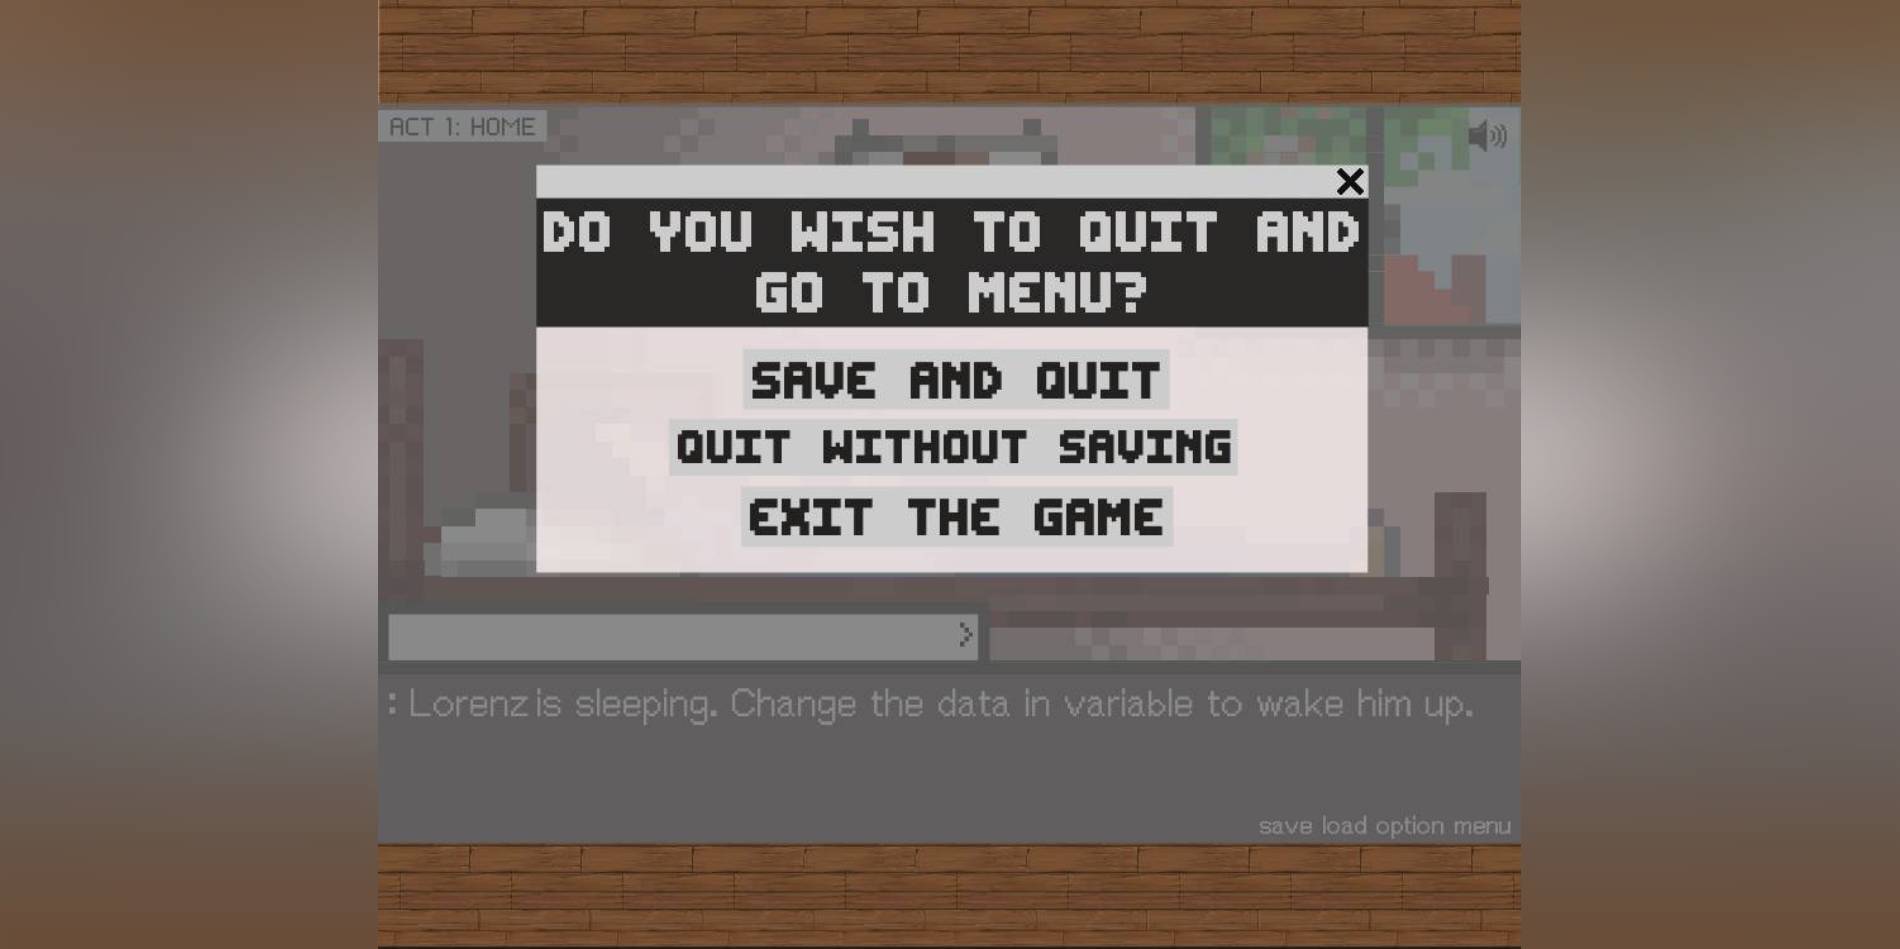 ACT 1: HOME
DO YOU WISH TO QUIT AND
GO TO MENU?
SAVE AND QUIT
QUIT WITHOUT SAVING
EXIT THE GAME
: Lorenz is sleeping. Change the data in variable to wake him up.
save load option menu